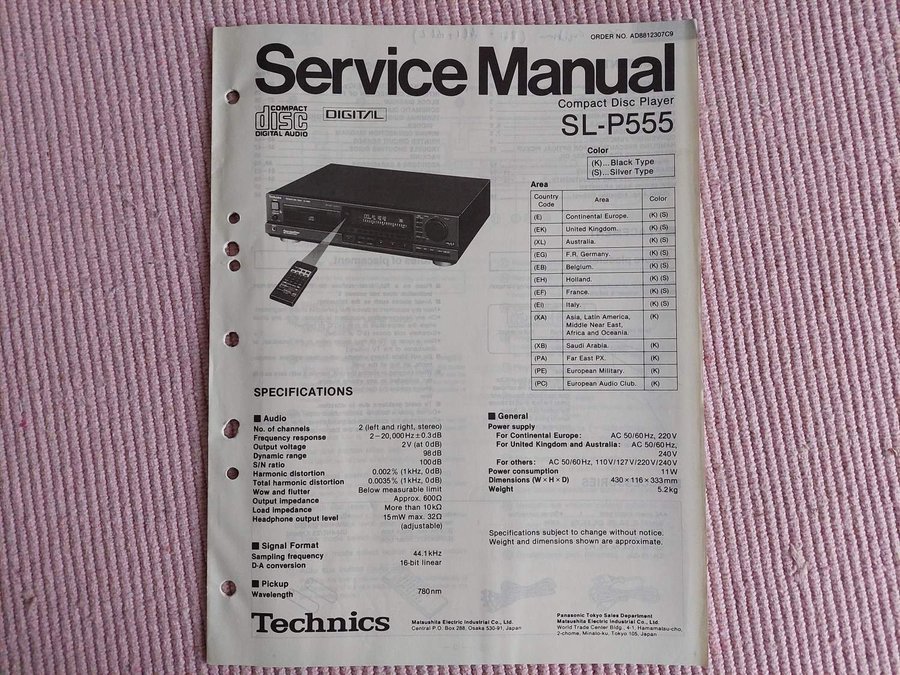 ORDER NO. AD8812307C9
Service Manual
Compact Disc Player
SL-P555
COMPACT
disc
DIGITAL AUDIO
DIGITAL
Color
(K)...Black Type
(S)...Silver Type
Area
Country Code Area Color
(E) Continental Europe. (K) (S)
(EK) United Kingdom. (K) (S)
(XL) Australia. (K) (S)
(EG) F.R. Germany. (K) (S)
(EB) Belgium. (K) (S)
(EH) Holland. (K) (S)
(EF) France. (K) (S)
(Ei) Italy. (K) (S)
(XA) Asia, Latin America, (K)
Middle Near East,
Africa and Oceania.
(XB) Saudi Arabia. (K)
(PA) Far East PX. (K)
(PE) European Military. (K)
(PC) European Audio Club. (K)
SPECIFICATIONS
■ Audio
No. of channels 2 (left and right, stereo)
Frequency response 2–20,000Hz±0.3dB
Output voltage 2V (at 0dB)
Dynamic range 98dB
S/N ratio 100dB
Harmonic distortion 0.002% (1kHz, 0dB)
Total harmonic distortion 0.0035% (1kHz, 0dB)
Wow and flutter Below measurable limit
Output impedance Approx. 600Ω
Load impedance More than 10kΩ
Headphone output level 15mW max. 32Ω
(adjustable)
■ Signal Format
Sampling frequency 44.1kHz
D-A conversion 16-bit linear
■ Pickup
Wavelength 780nm
■ General
Power supply
For Continental Europe: AC 50/60Hz, 220V
For United Kingdom and Australia: AC 50/60Hz,
240V
For others: AC 50/60Hz, 110V/127V/220V/240V
Power consumption 11W
Dimensions (W×H×D) 430×116×333mm
Weight 5.2kg
Specifications subject to change without notice.
Weight and dimensions shown are approximate.
Technics
Matsushita Electric Industrial Co., Ltd.
Central P.O. Box 288, Osaka 530-91, Japan
Panasonic Tokyo Sales Department
Matsushita Electric Industrial Co., Ltd.
World Trade Center Bldg., 4-1, Hamamatsu-cho,
2-chome, Minato-ku, Tokyo 105, Japan